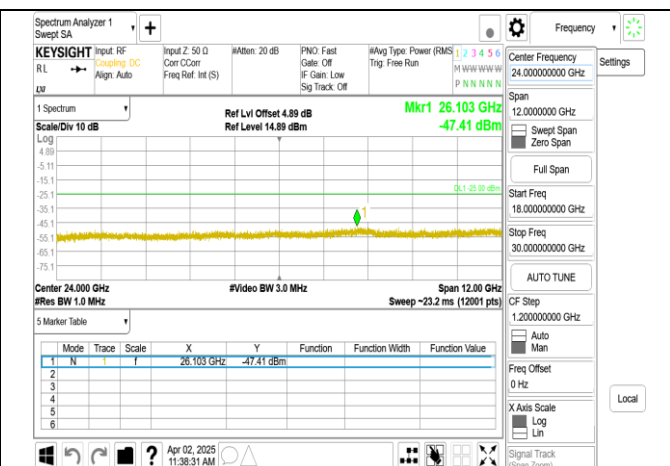 Spectrum Analyzer 1
Swept SA
Frequency
KEYSIGHT
RL
Input: RF
Coupling: DC
Align: Auto
Input Z: 50 Ω
Corr CCorr
Freq Ref: Int (S)
#Atten: 20 dB
PNO: Fast
Gate: Off
IF Gain: Low
Sig Track: Off
#Avg Type: Power (RMS
Trig: Free Run
1 2 3 4 5 6
M W W W W W
P N N N N N
Settings
1 Spectrum
Scale/Div 10 dB
Ref Lvl Offset 4.89 dB
Ref Level 14.89 dBm
Mkr1 26.103 GHz
-47.41 dBm
Log
4.89
-5.11
-15.1
-25.1
-35.1
-45.1
-55.1
-65.1
-75.1
DL1 -25.00 dBm
1
Center 24.000 GHz
#Res BW 1.0 MHz
#Video BW 3.0 MHz
Span 12.00 GHz
Sweep ~23.2 ms (12001 pts)
5 Marker Table
Mode Trace Scale X Y Function Function Width Function Value
1 N 1 f 26.103 GHz -47.41 dBm
2
3
4
5
6
Apr 02, 2025
11:38:31 AM
Center Frequency
24.00000000 GHz
Span
12.0000000 GHz
Swept Span
Zero Span
Full Span
Start Freq
18.00000000 GHz
Stop Freq
30.00000000 GHz
AUTO TUNE
CF Step
1.200000000 GHz
Auto
Man
Freq Offset
0 Hz
X Axis Scale
Log
Lin
Signal Track
(Span Zoom)
Local